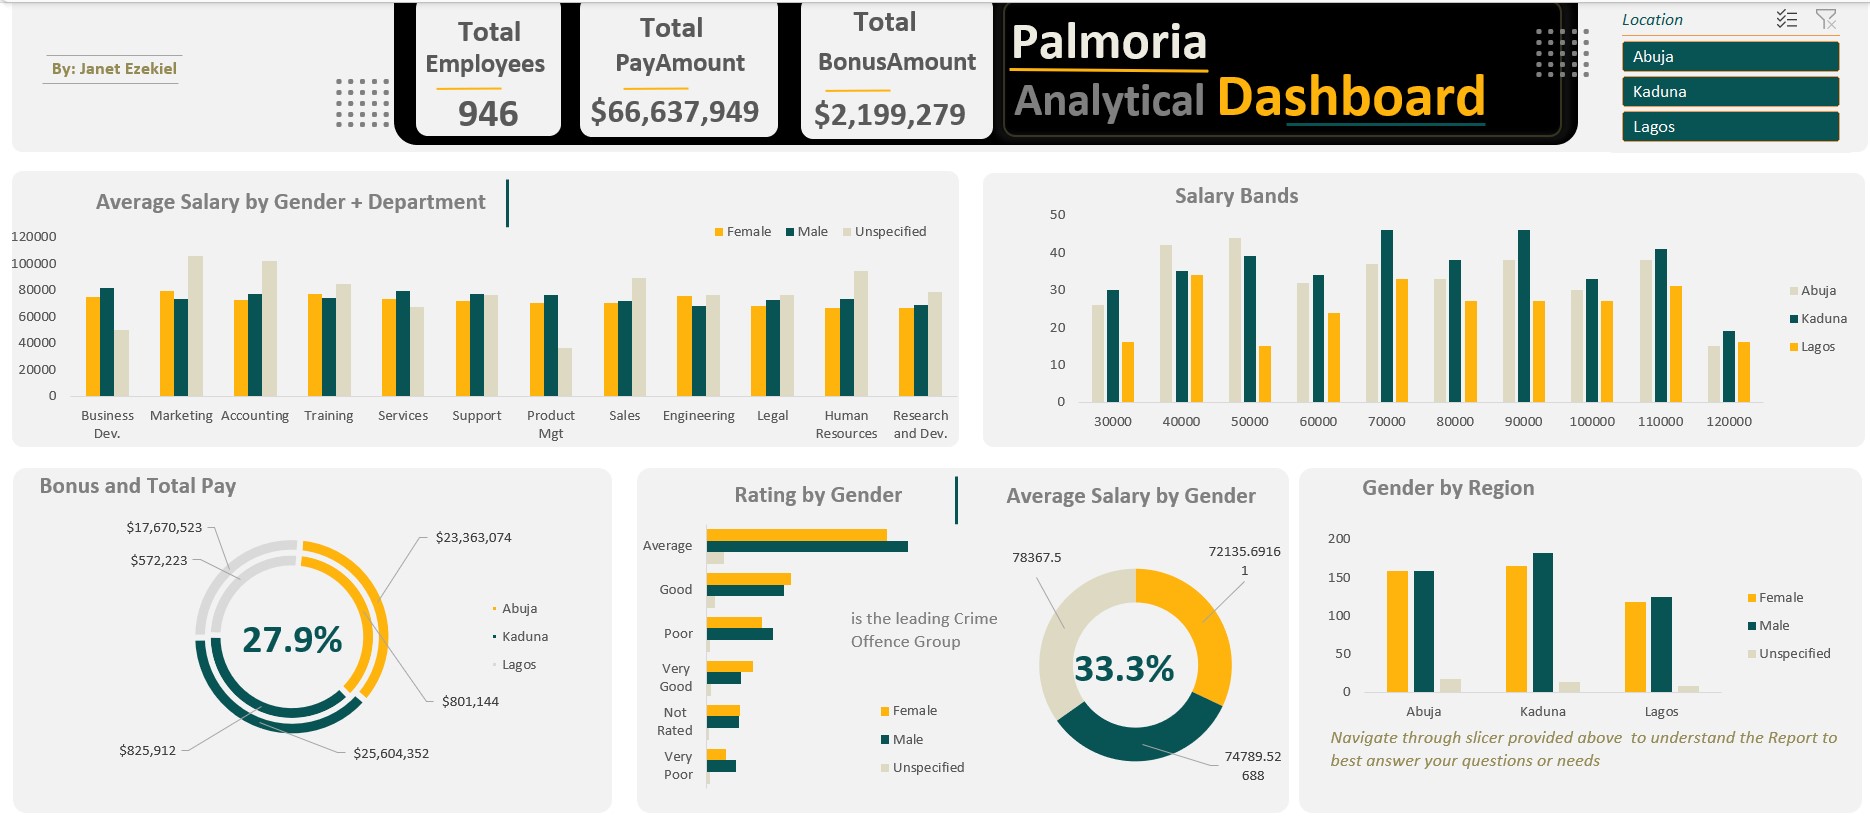 By: Janet Ezekiel
Total
Employees
946
Total
PayAmount
$66,637,949
Total
BonusAmount
$2,199,279
Palmoria
Analytical Dashboard
Location
Abuja
Kaduna
Lagos
Average Salary by Gender + Department
Female
Male
Unspecified
120000
100000
80000
60000
40000
20000
0
Business
Dev.
Marketing
Accounting
Training
Services
Support
Product
Mgt
Sales
Engineering
Legal
Human
Resources
Research
and Dev.
Salary Bands
50
40
30
20
10
0
30000
40000
50000
60000
70000
80000
90000
100000
110000
120000
Abuja
Kaduna
Lagos
Bonus and Total Pay
$17,670,523
$572,223
$23,363,074
27.9%
$801,144
$825,912
$25,604,352
Abuja
Kaduna
Lagos
Rating by Gender
Average
Good
Poor
Very
Good
Not
Rated
Very
Poor
is the leading Crime
Offence Group
Female
Male
Unspecified
Average Salary by Gender
78367.5
72135.6916
1
33.3%
74789.52
688
Gender by Region
200
150
100
50
0
Abuja
Kaduna
Lagos
Female
Male
Unspecified
Navigate through slicer provided above to understand the Report to
best answer your questions or needs